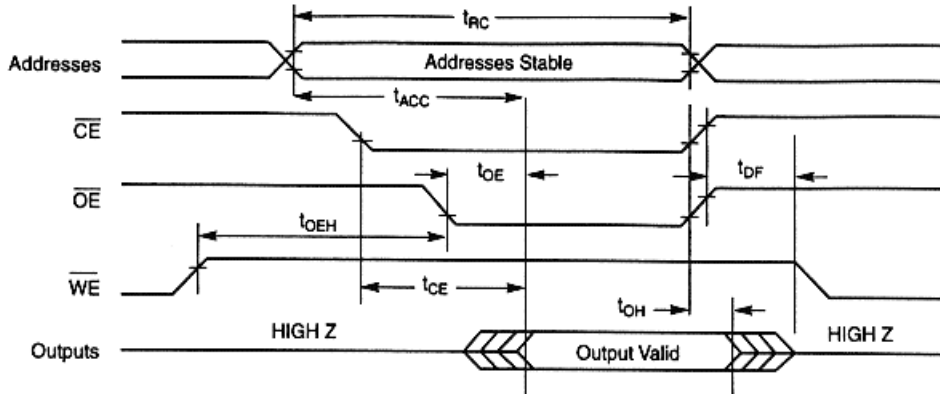 tRC
Addresses
Addresses Stable
tACC
CE
tOE
tDF
OE
tOEH
WE
tCE
tOH
HIGH Z
HIGH Z
Outputs
Output Valid